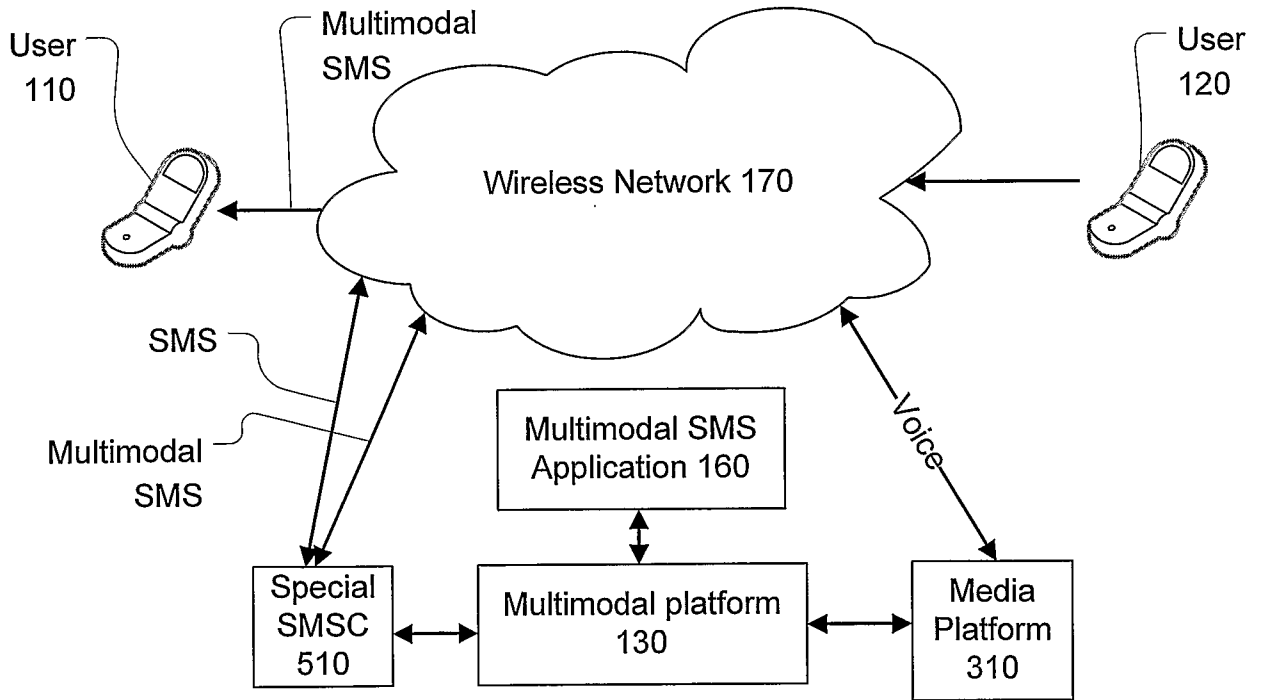 User
110
Multimodal
SMS
User
120
Wireless Network 170
SMS
Multimodal
SMS
Voice
Multimodal SMS
Application 160
Special
SMSC
510
Multimodal platform
130
Media
Platform
310